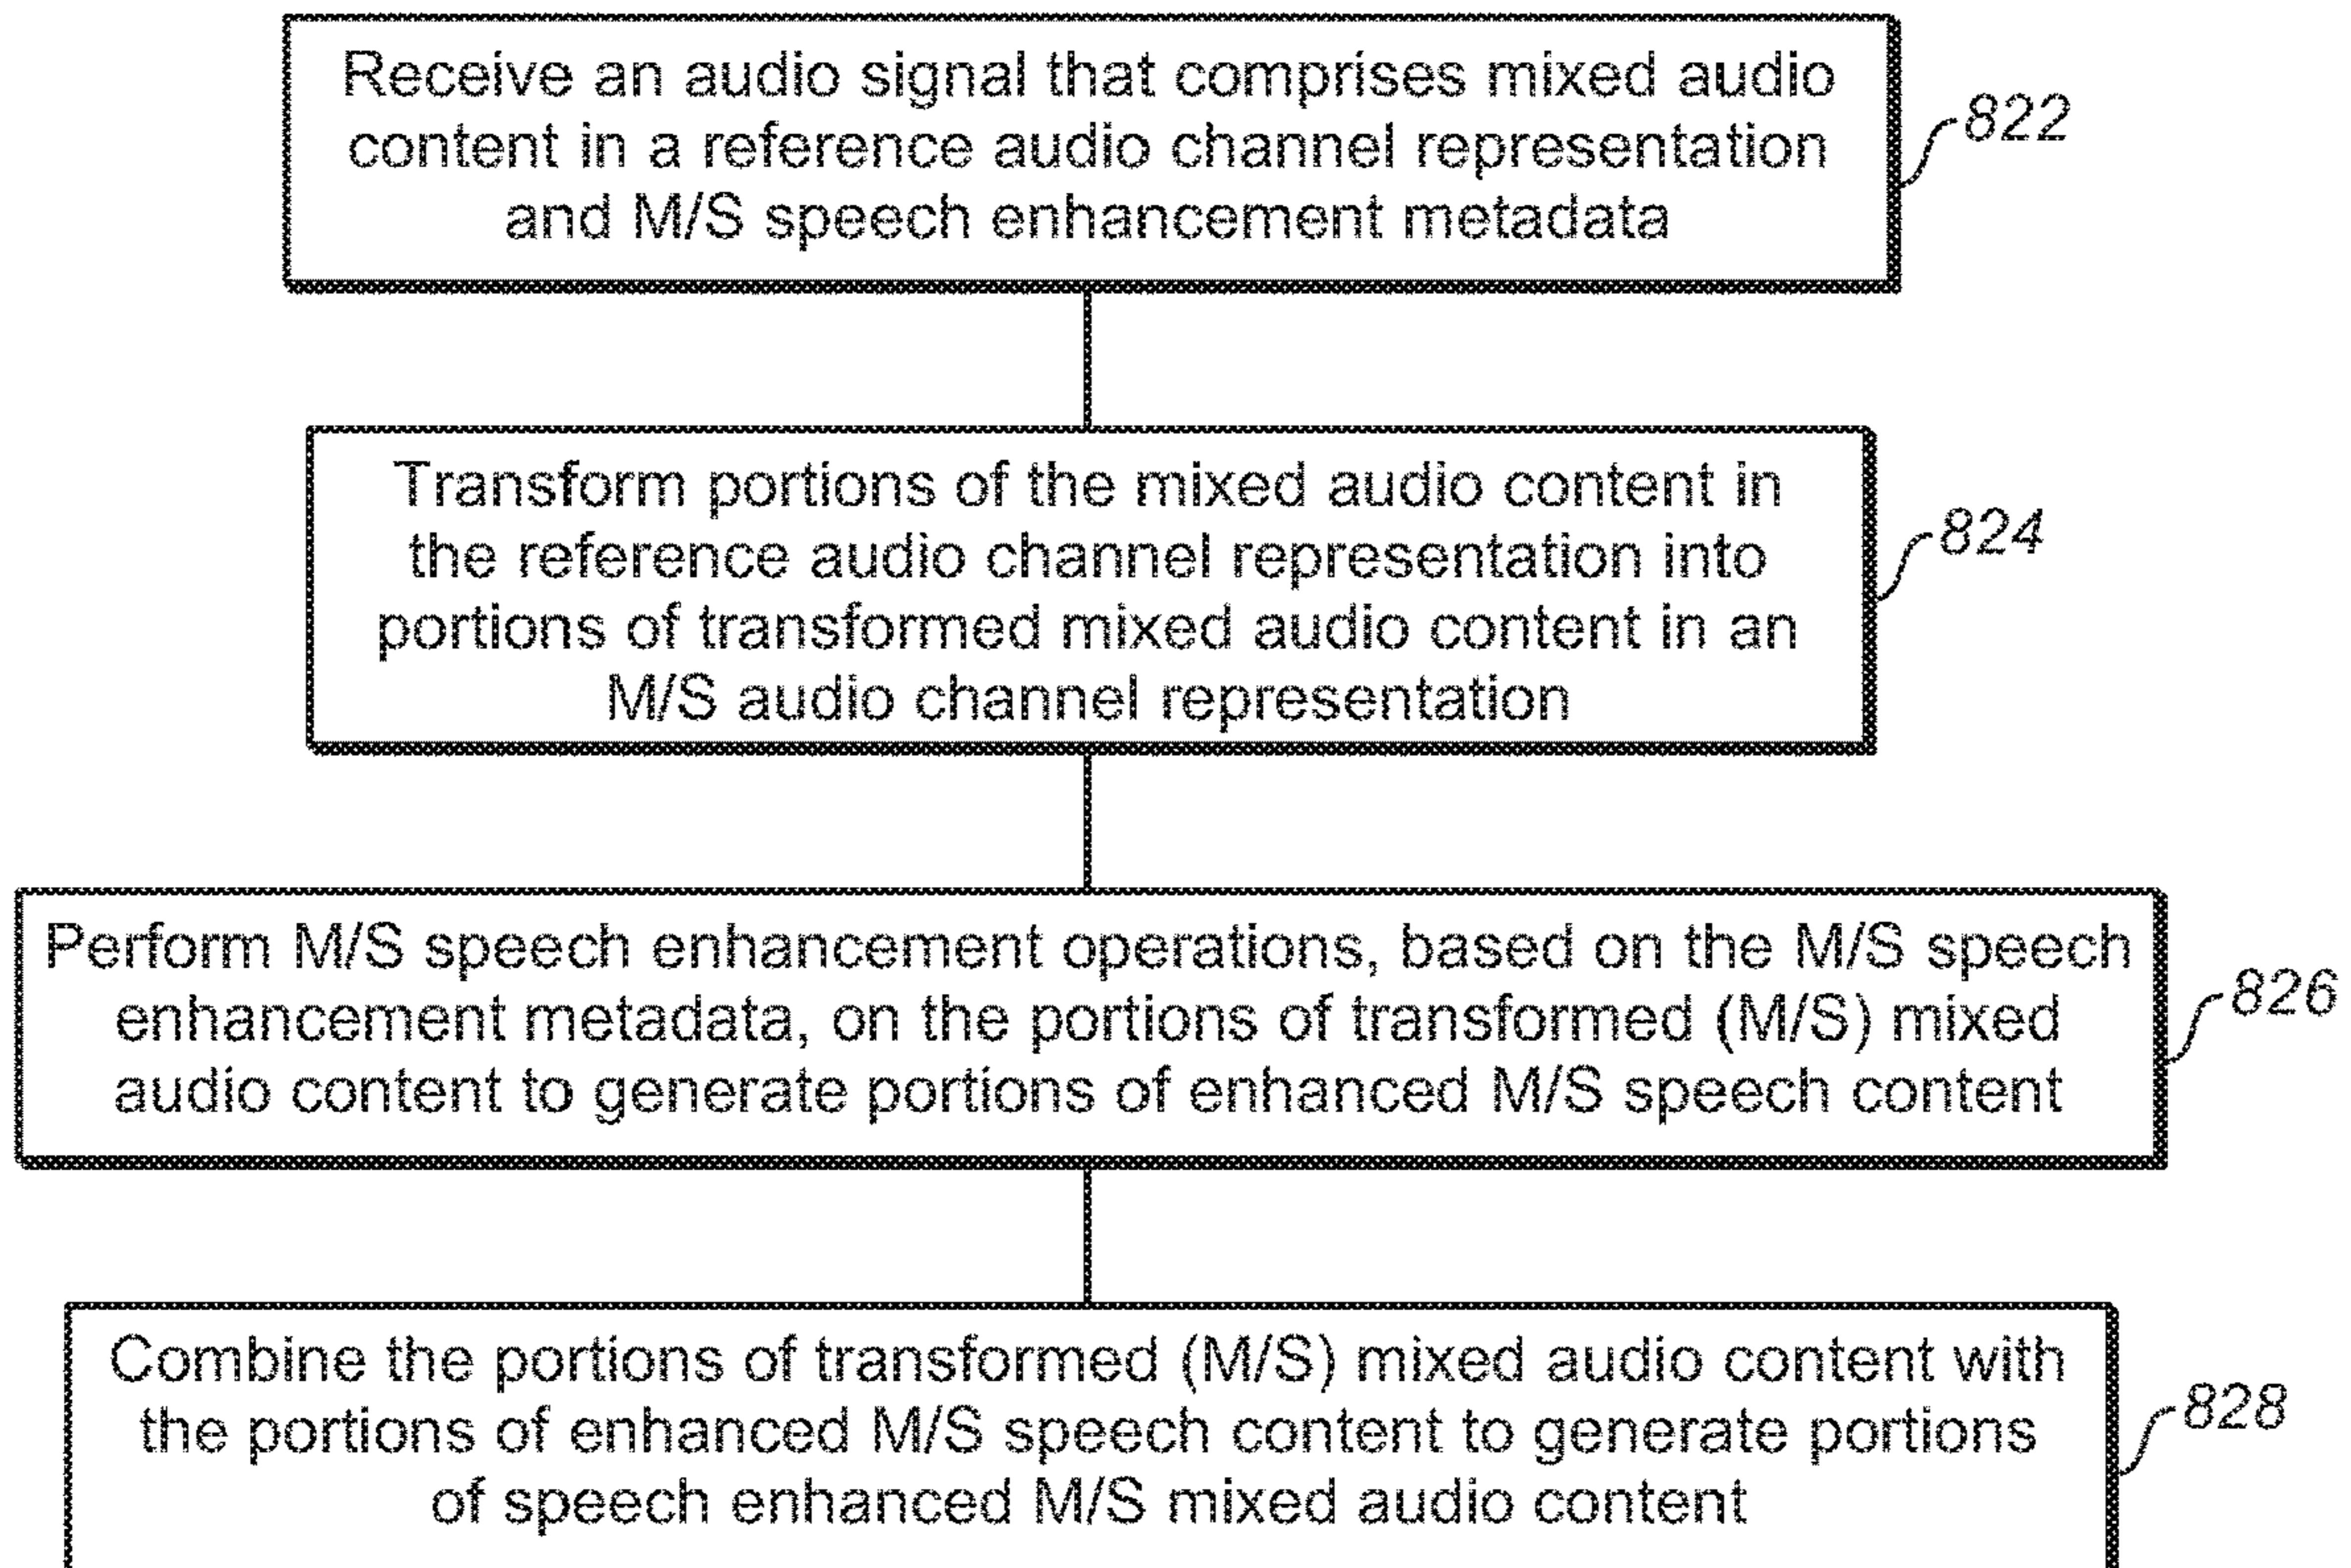 Receive an audio signal that comprises mixed audio
content in a reference audio channel representation
and M/S speech enhancement metadata
822
Transform portions of the mixed audio content in
the reference audio channel representation into
portions of transformed mixed audio content in an
M/S audio channel representation
824
Perform M/S speech enhancement operations, based on the M/S speech
enhancement metadata, on the portions of transformed (M/S) mixed
audio content to generate portions of enhanced M/S speech content
826
Combine the portions of transformed (M/S) mixed audio content with
the portions of enhanced M/S speech content to generate portions
of speech enhanced M/S mixed audio content
828